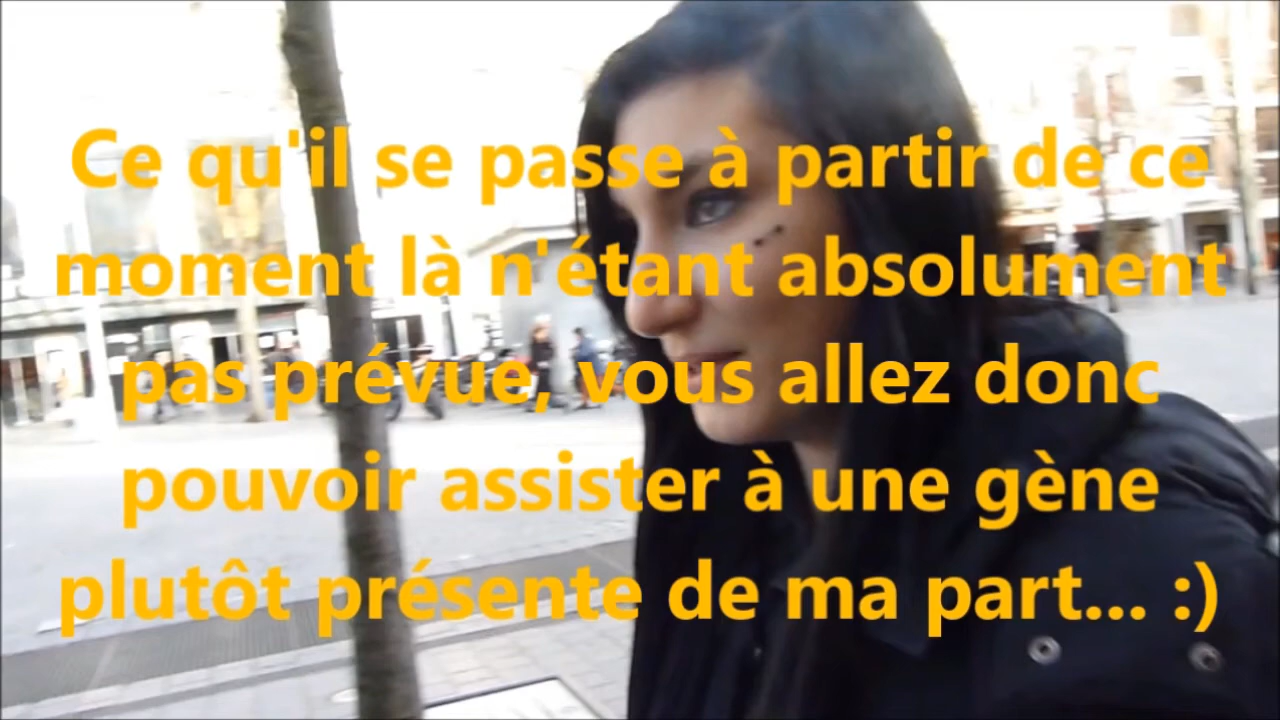 Ce qu'il se passe à partir de ce
moment là n'étant absolument
pas prévue, vous allez donc
pouvoir assister à une gène
plutôt présente de ma part... :)